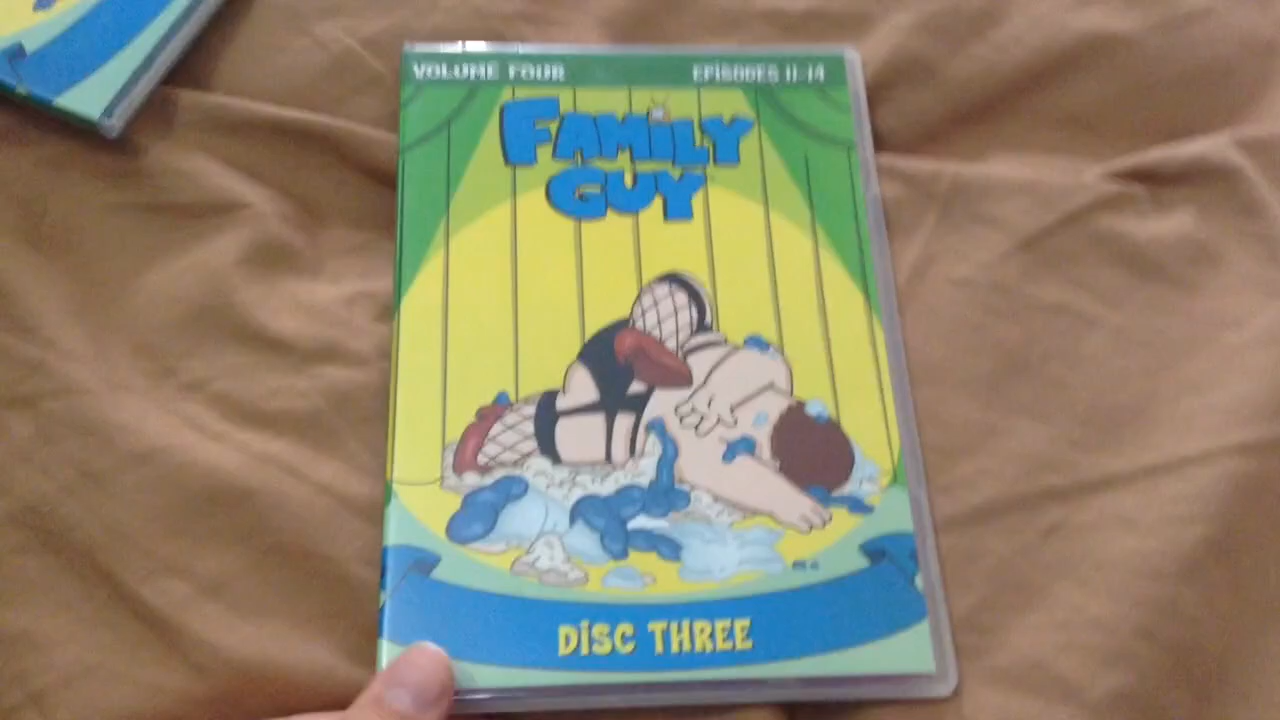 VOLUME FOUR
EPISODES 11-14
FAMILY
GUY
DISC THREE